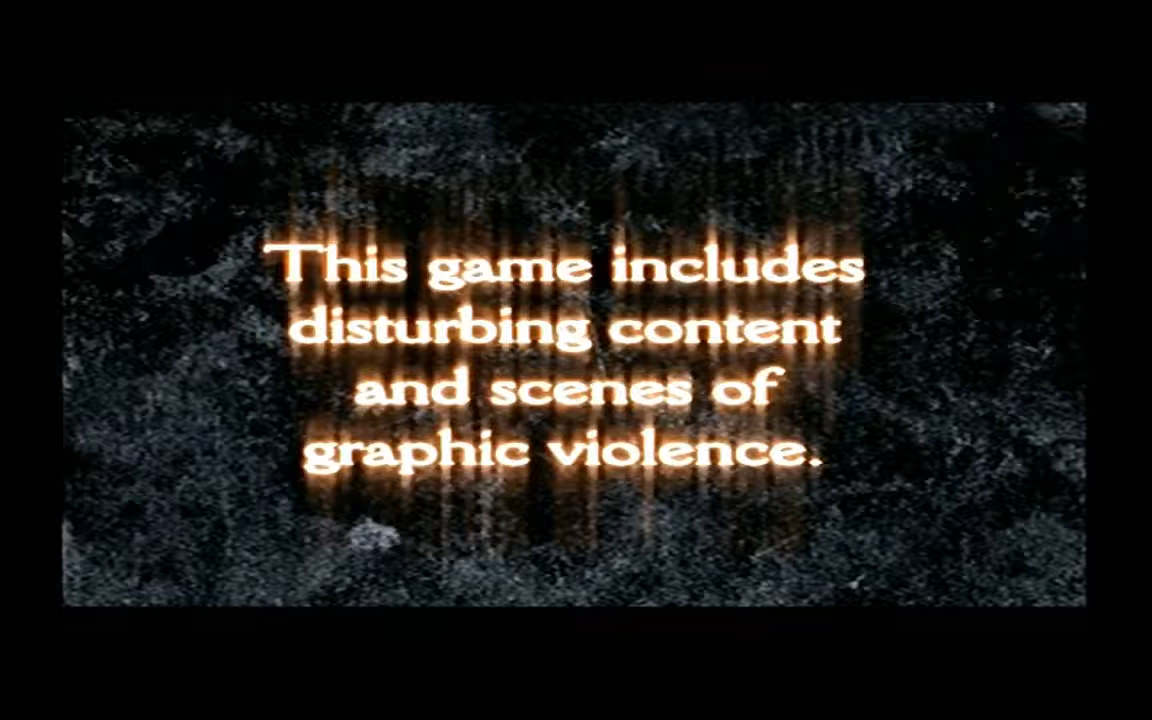 This game includes
disturbing content
and scenes of
graphic violence.